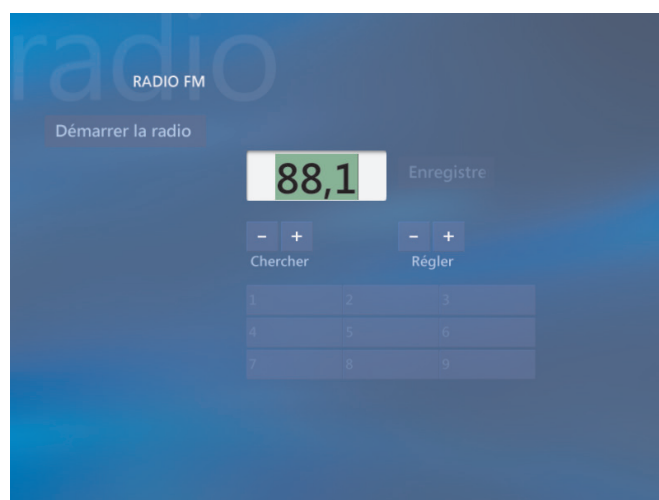 radio
RADIO FM
Démarrer la radio
88,1
Enregistre
- + - +
Chercher Régler
1 2 3
4 5 6
7 8 9